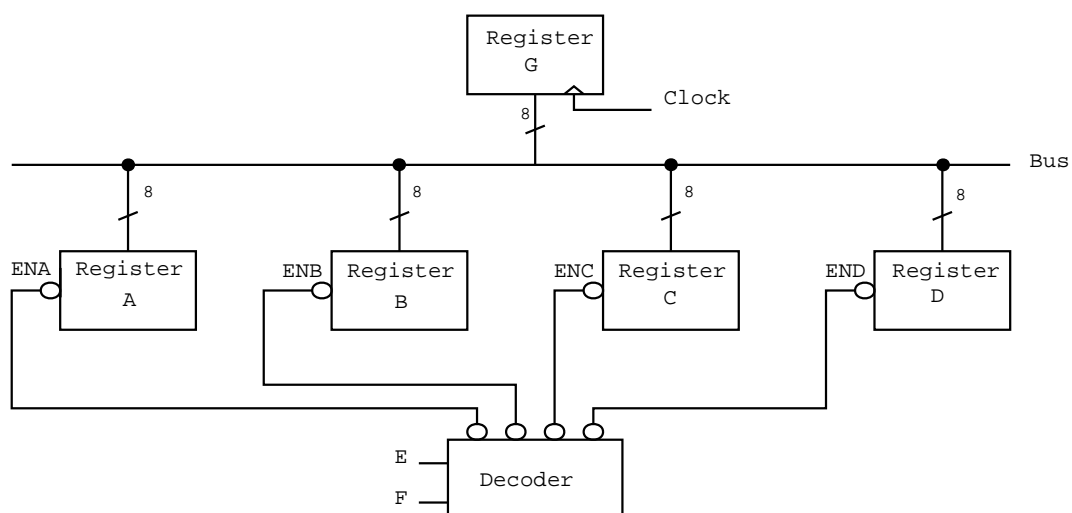 Register
G
Clock
8
Bus
8
8
8
8
ENA
Register
A
ENB
Register
B
ENC
Register
C
END
Register
D
E
F
Decoder